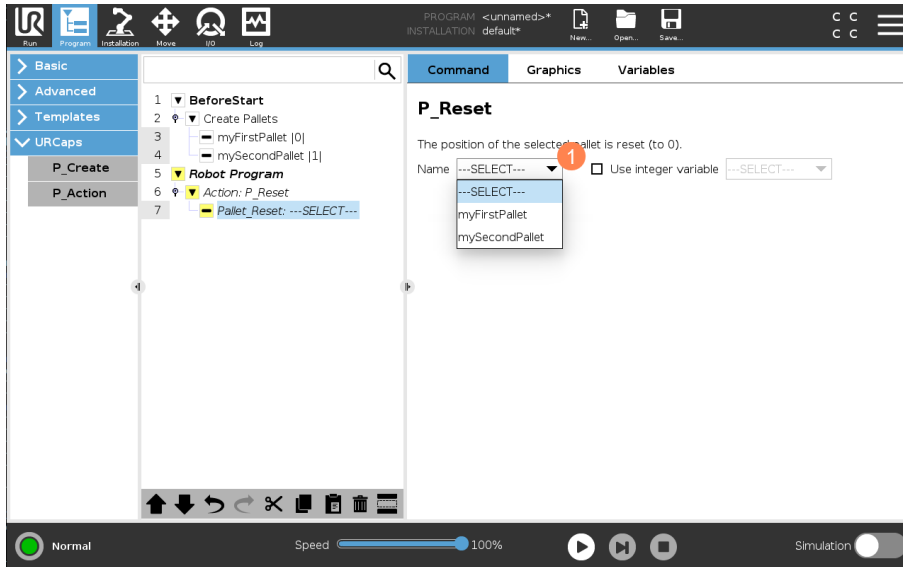 PROGRAM <unnamed>*
INSTALLATION default*
Run
Program
Installation
Move
I/O
Log
New...
Open...
Save...
C C
C C
Basic
Advanced
Templates
URCaps
P_Create
P_Action
1 BeforeStart
2 Create Pallets
3 myFirstPallet |0|
4 mySecondPallet |1|
5 Robot Program
6 Action: P_Reset
7 Pallet_Reset: ---SELECT---
Command Graphics Variables
P_Reset
The position of the selected pallet is reset (to 0).
1
Name ---SELECT--- Use integer variable ---SELECT---
---SELECT---
myFirstPallet
mySecondPallet
Normal
Speed 100%
Simulation